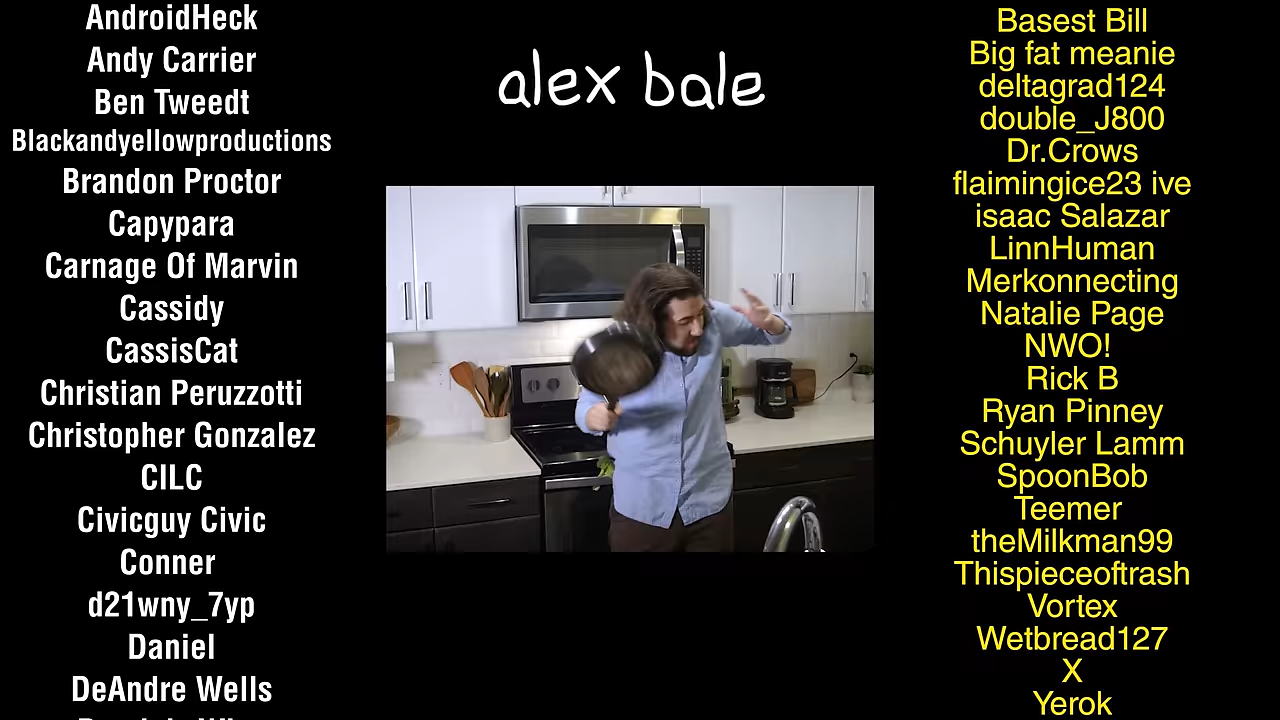 AndroidHeck
Andy Carrier
Ben Tweedt
Blackandyellowproductions
Brandon Proctor
Capypara
Carnage Of Marvin
Cassidy
CassisCat
Christian Peruzzotti
Christopher Gonzalez
CILC
Civicguy Civic
Conner
d21wny_7yp
Daniel
DeAndre Wells
alex bale
Basest Bill
Big fat meanie
deltagrad124
double_J800
Dr.Crows
flaimingice23 ive
isaac Salazar
LinnHuman
Merkonnecting
Natalie Page
NWO!
Rick B
Ryan Pinney
Schuyler Lamm
SpoonBob
Teemer
theMilkman99
Thispieceoftrash
Vortex
Wetbread127
X
Yerok